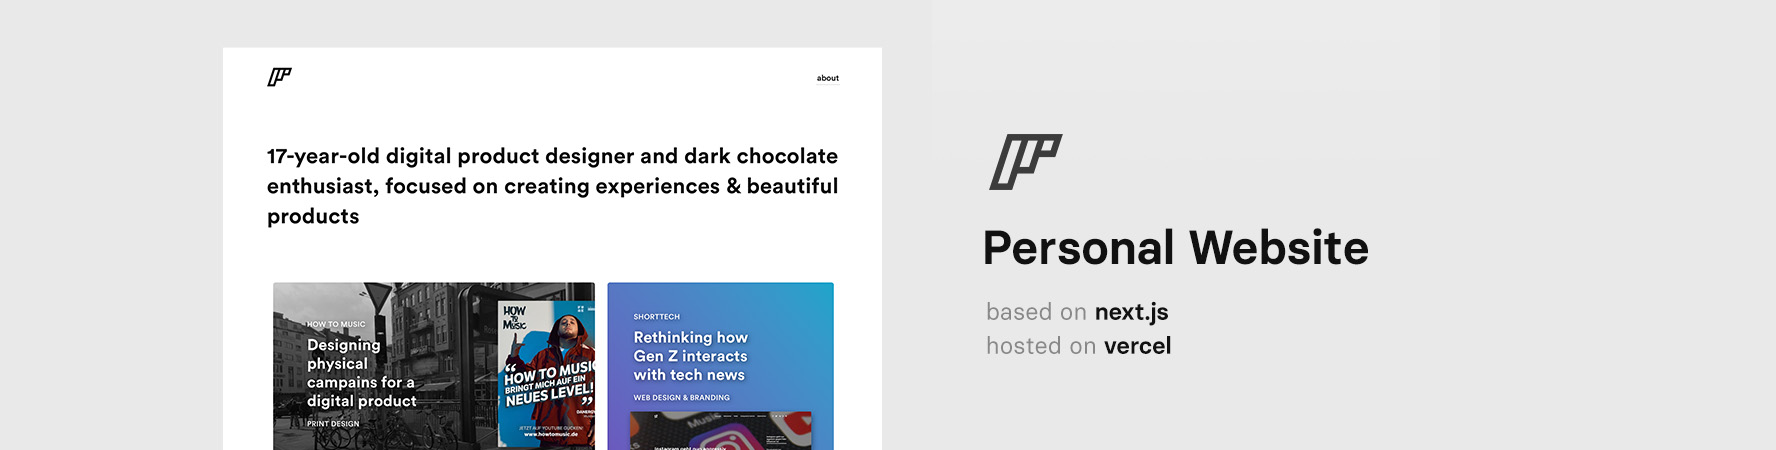 about
17-year-old digital product designer and dark chocolate
enthusiast, focused on creating experiences & beautiful
products
HOW TO MUSIC
Designing
physical
campains for a
digital product
PRINT DESIGN
HOW
TO
MUSIC
“
HOW TO MUSIC
BRINGT MICH AUF EIN
NEUES LEVEL!
”
JETZT AUF YOUTUBE GUCKEN!
www.howtomusic.de
SHORTTECH
Rethinking how
Gen Z interacts
with tech news
WEB DESIGN & BRANDING
Personal Website
based on next.js
hosted on vercel